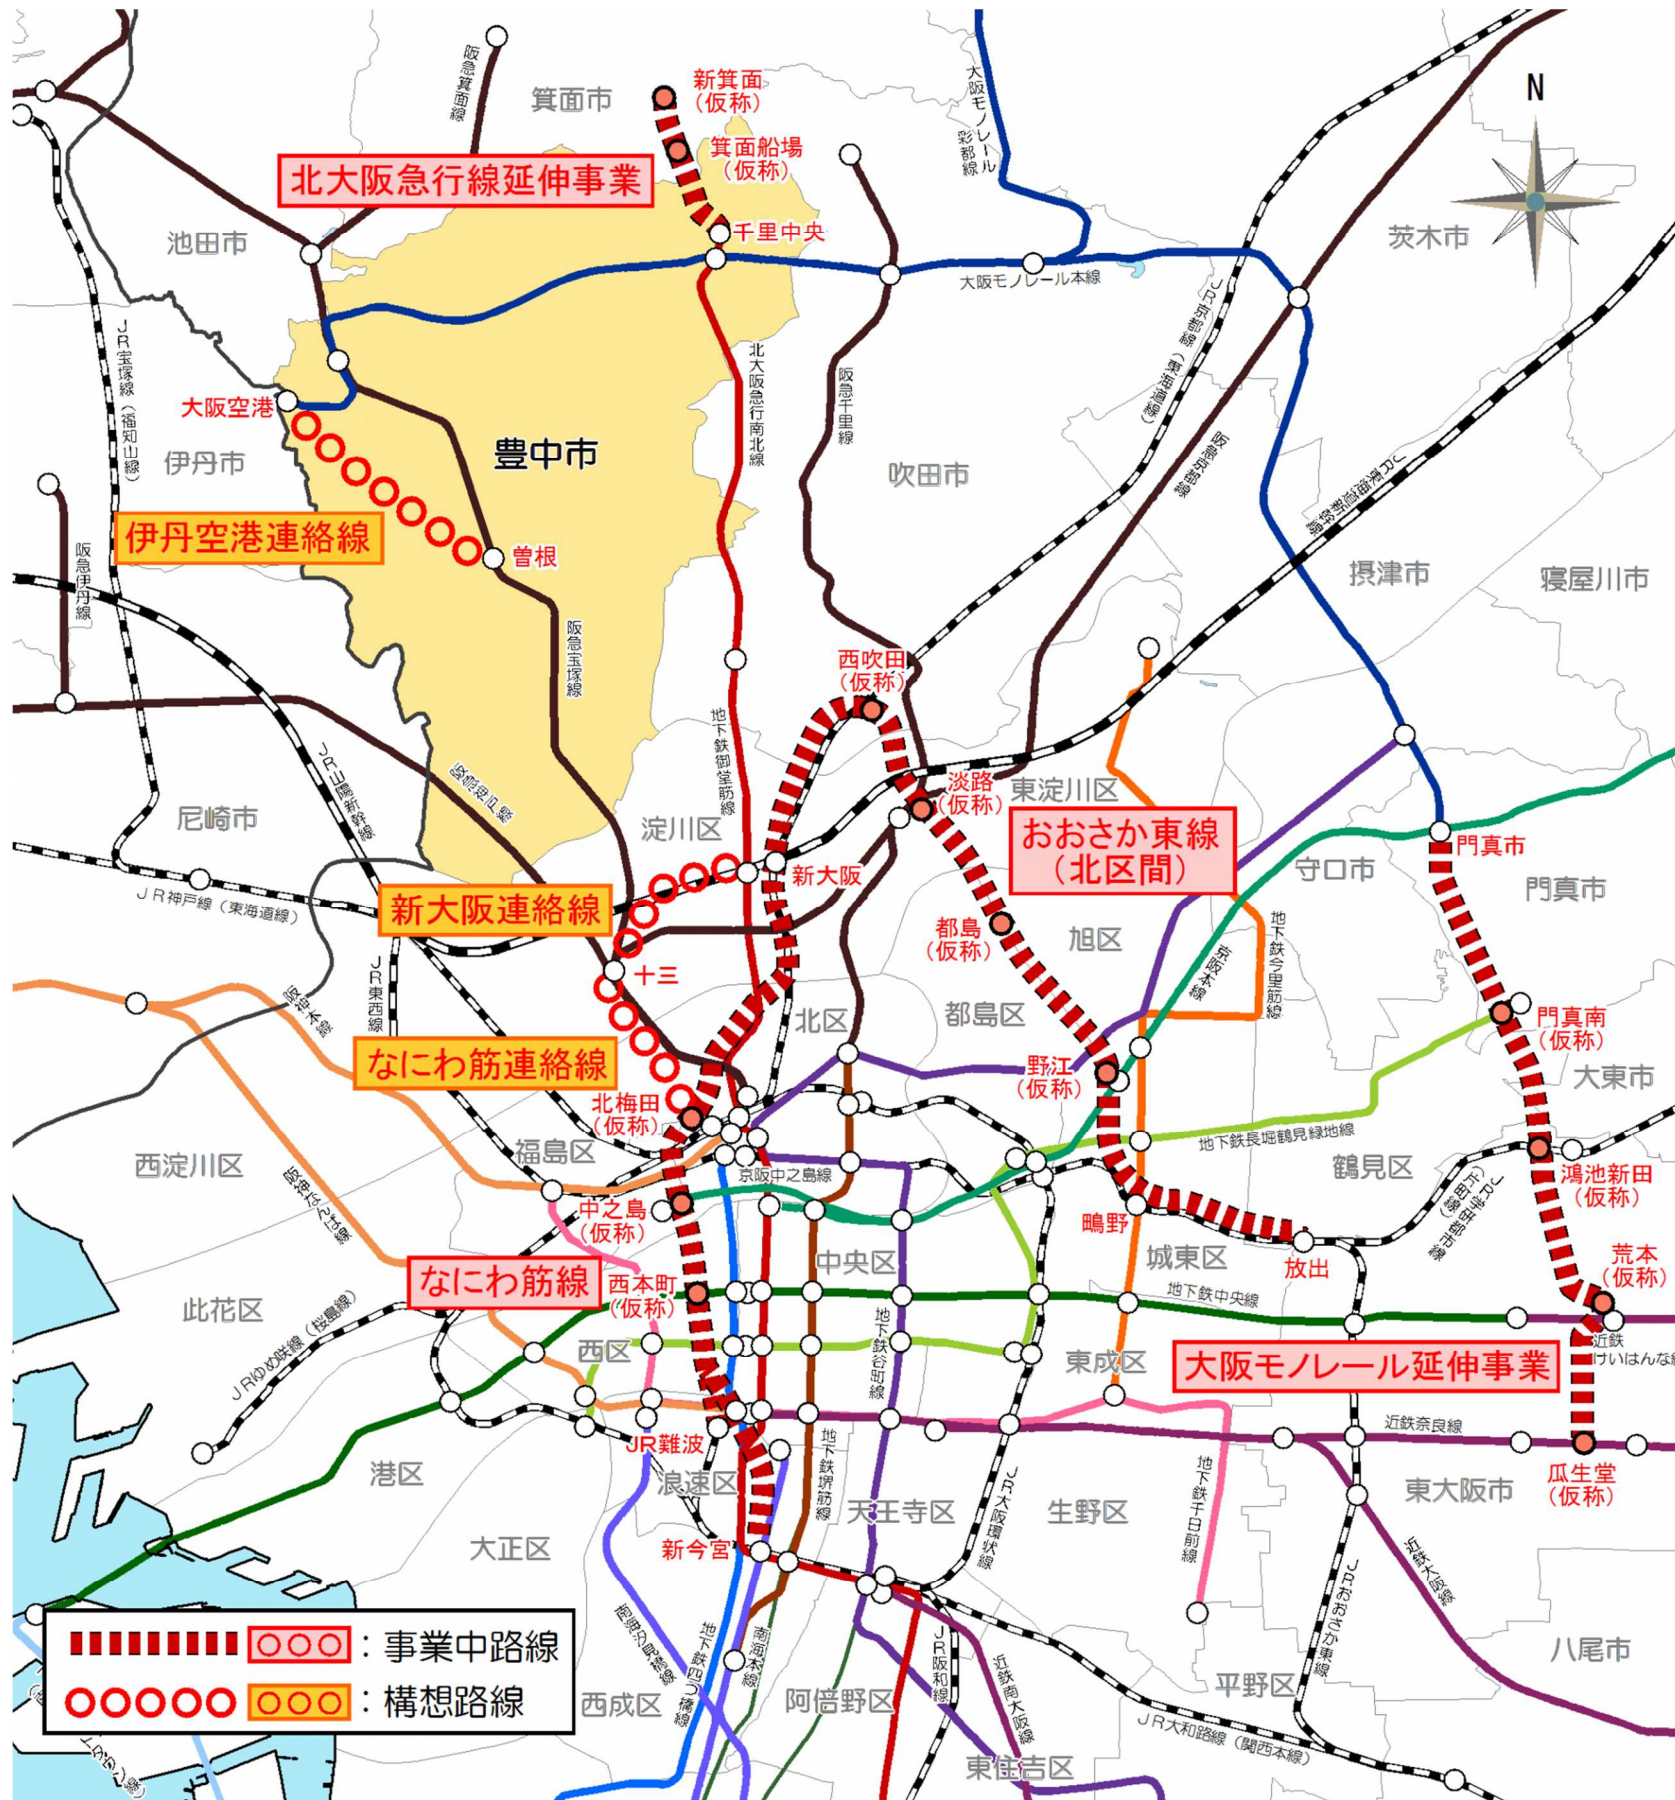 N
新箕面
(仮称)
阪急箕面線
箕面市
箕面船場
(仮称)
大阪モノレール
彩都線
北大阪急行線延伸事業
千里中央
池田市
茨木市
大阪モノレール本線
JR京都線(東海道線)
JR宝塚線(福知山線)
北大阪急行南北線
阪急千里線
大阪空港
豊中市
伊丹市
吹田市
阪急京都線
JR東海道新幹線
伊丹空港連絡線
曽根
阪急伊丹線
摂津市
寝屋川市
阪急宝塚線
西吹田
(仮称)
地下鉄御堂筋線
JR山陽新幹線
阪急神戸線
淡路
(仮称)
東淀川区
尼崎市
淀川区
おおさか東線
(北区間)
門真市
守口市
新大阪
門真市
JR神戸線(東海道線)
新大阪連絡線
都島
(仮称)
旭区
地下鉄今里筋線
京阪本線
十三
JR東西線
阪神本線
北区
都島区
門真南
(仮称)
なにわ筋連絡線
野江
(仮称)
大東市
北梅田
(仮称)
地下鉄長堀鶴見緑地線
福島区
西淀川区
京阪中之島線
鶴見区
鴻池新田
(仮称)
JR学研都市線
(片町線)
阪神なんば線
中之島
(仮称)
鴫野
城東区
放出
荒本
(仮称)
中央区
なにわ筋線
西本町
(仮称)
地下鉄中央線
此花区
JRゆめ咲線(桜島線)
西区
地下鉄谷町線
東成区
近鉄
けいはんな線
大阪モノレール延伸事業
JR難波
近鉄奈良線
港区
浪速区
地下鉄堺筋線
天王寺区
生野区
JR大阪環状線
地下鉄千日前線
東大阪市
瓜生堂
(仮称)
大正区
新今宮
近鉄大阪線
JRおおさか東線
事業中路線
構想路線
南海汐見橋線
地下鉄四つ橋線
南海本線
西成区
阿倍野区
JR阪和線
近鉄南大阪線
平野区
八尾市
JR大和路線(関西本線)
東住吉区